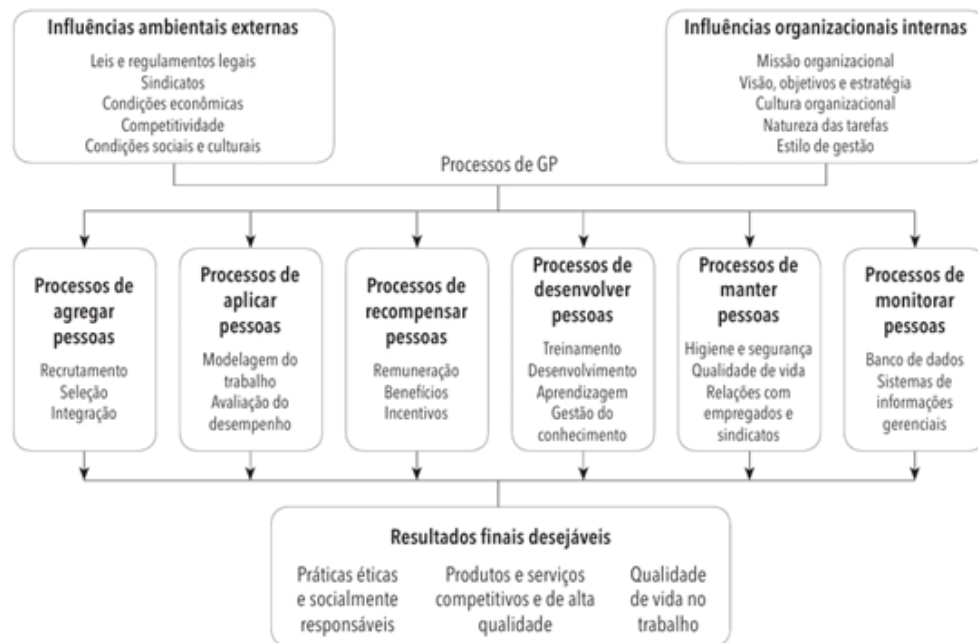 Influências ambientais externas
Leis e regulamentos legais
Sindicatos
Condições econômicas
Competitividade
Condições sociais e culturais
Influências organizacionais internas
Missão organizacional
Visão, objetivos e estratégia
Cultura organizacional
Natureza das tarefas
Estilo de gestão
Processos de GP
Processos de
agregar
pessoas
Recrutamento
Seleção
Integração
Processos de
aplicar
pessoas
Modelagem do
trabalho
Avaliação do
desempenho
Processos de
recompensar
pessoas
Remuneração
Benefícios
Incentivos
Processos de
desenvolver
pessoas
Treinamento
Desenvolvimento
Aprendizagem
Gestão do
conhecimento
Processos de
manter
pessoas
Higiene e segurança
Qualidade de vida
Relações com
empregados e
sindicatos
Processos de
monitorar
pessoas
Banco de dados
Sistemas de
informações
gerenciais
Resultados finais desejáveis
Práticas éticas
e socialmente
responsáveis
Produtos e serviços
competitivos e de alta
qualidade
Qualidade
de vida no
trabalho